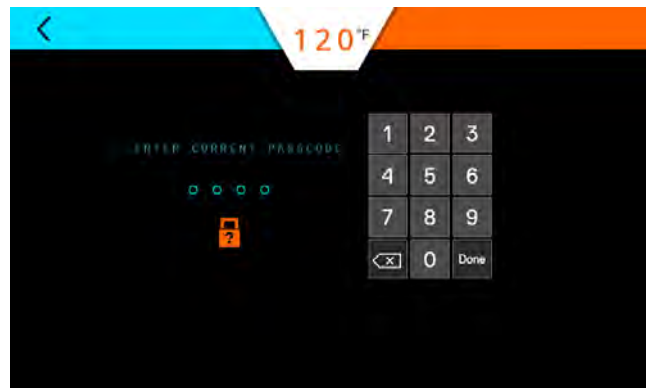 120°F
ENTER CURRENT PASSCODE
1 2 3
4 5 6
7 8 9
0 Done
?